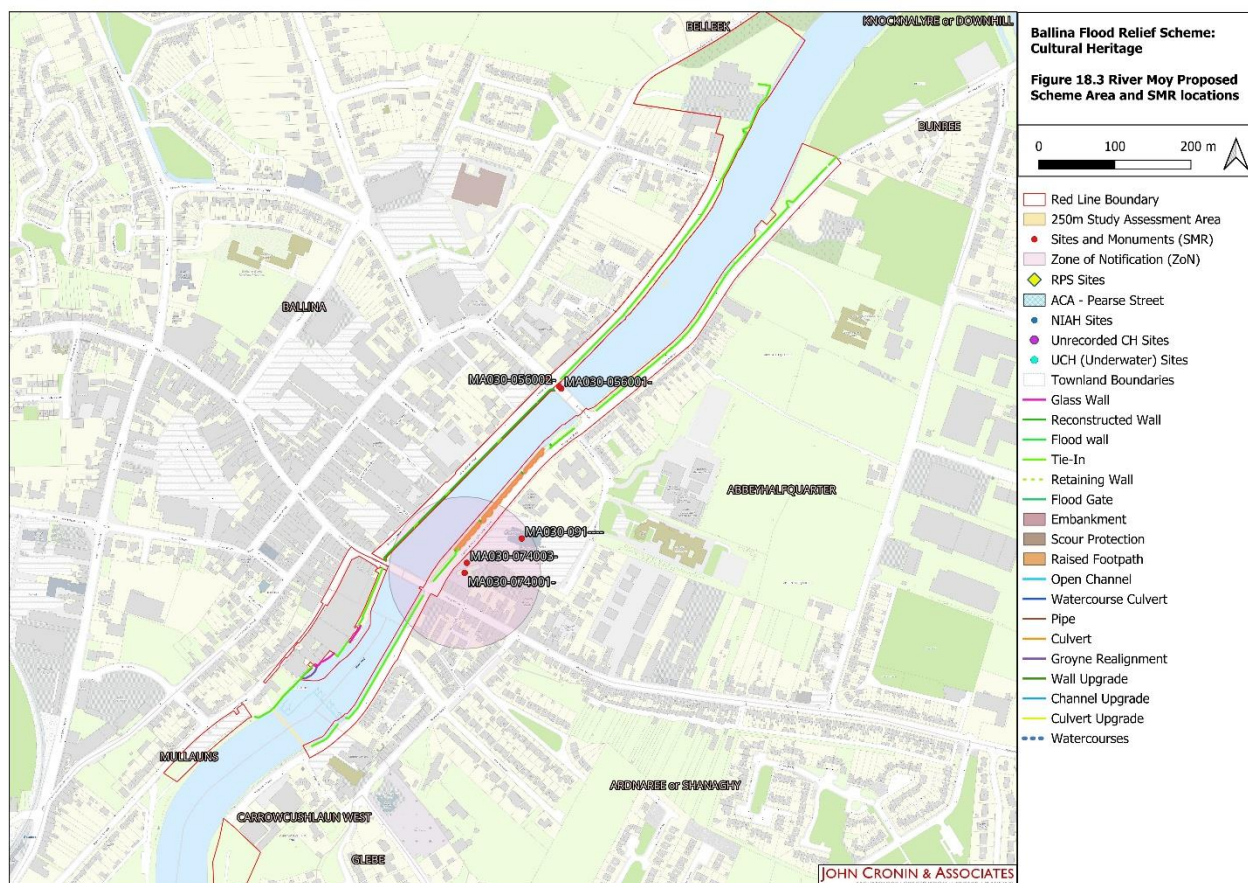 BELLEEK
KNOCKNALYRE or DOWNHILL
BUNREE
BALLINA
MA030-056002-
MA030-056001-
ABBEYHALFQUARTER
MA030-091----
MA030-074003-
MA030-074001-
MULLAUNS
ARDNAREE or SHANAGHY
CARROWCUSHLAUN WEST
GLEBE
JOHN CRONIN & ASSOCIATES
Ballina Flood Relief Scheme:
Cultural Heritage
Figure 18.3 River Moy Proposed
Scheme Area and SMR locations
0 100 200 m
Red Line Boundary
250m Study Assessment Area
Sites and Monuments (SMR)
Zone of Notification (ZoN)
RPS Sites
ACA - Pearse Street
NIAH Sites
Unrecorded CH Sites
UCH (Underwater) Sites
Townland Boundaries
Glass Wall
Reconstructed Wall
Flood wall
Tie-In
Retaining Wall
Flood Gate
Embankment
Scour Protection
Raised Footpath
Open Channel
Watercourse Culvert
Pipe
Culvert
Groyne Realignment
Wall Upgrade
Channel Upgrade
Culvert Upgrade
Watercourses